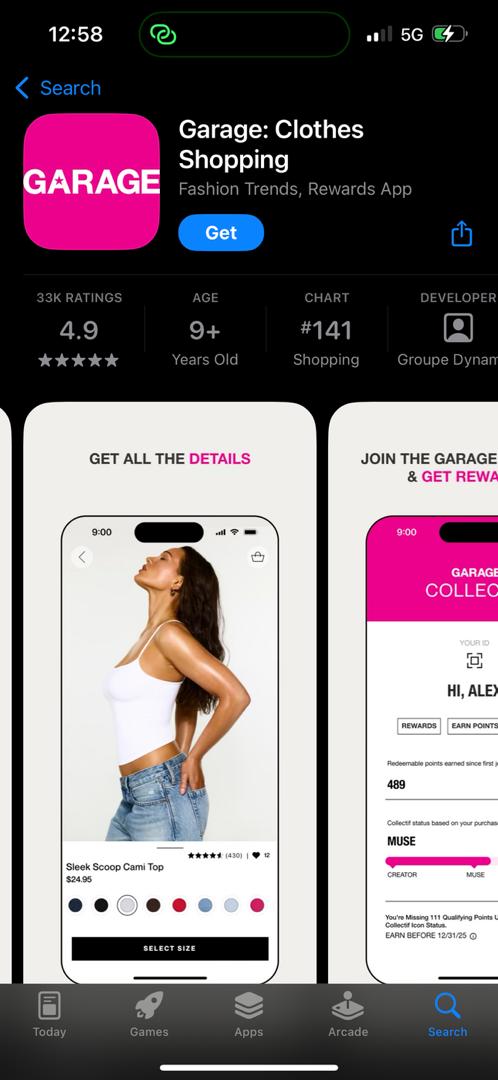 12:58
5G
Search
GARAGE
Garage: Clothes
Shopping
Fashion Trends, Rewards App
Get
33K RATINGS
4.9
AGE
9+
Years Old
CHART
#141
Shopping
DEVELOPER
Groupe Dynam
GET ALL THE DETAILS
9:00
(430) | 12
Sleek Scoop Cami Top
$24.95
SELECT SIZE
JOIN THE GARAGE
& GET REWA
9:00
GARAGE
COLLEC
YOUR ID
HI, ALEX
REWARDS
EARN POINTS
Redeemable points earned since first j
489
Collectif status based on your purchas
MUSE
CREATOR
MUSE
You're Missing 111 Qualifying Points U
Collectif Icon Status.
EARN BEFORE 12/31/25
Today
Games
Apps
Arcade
Search